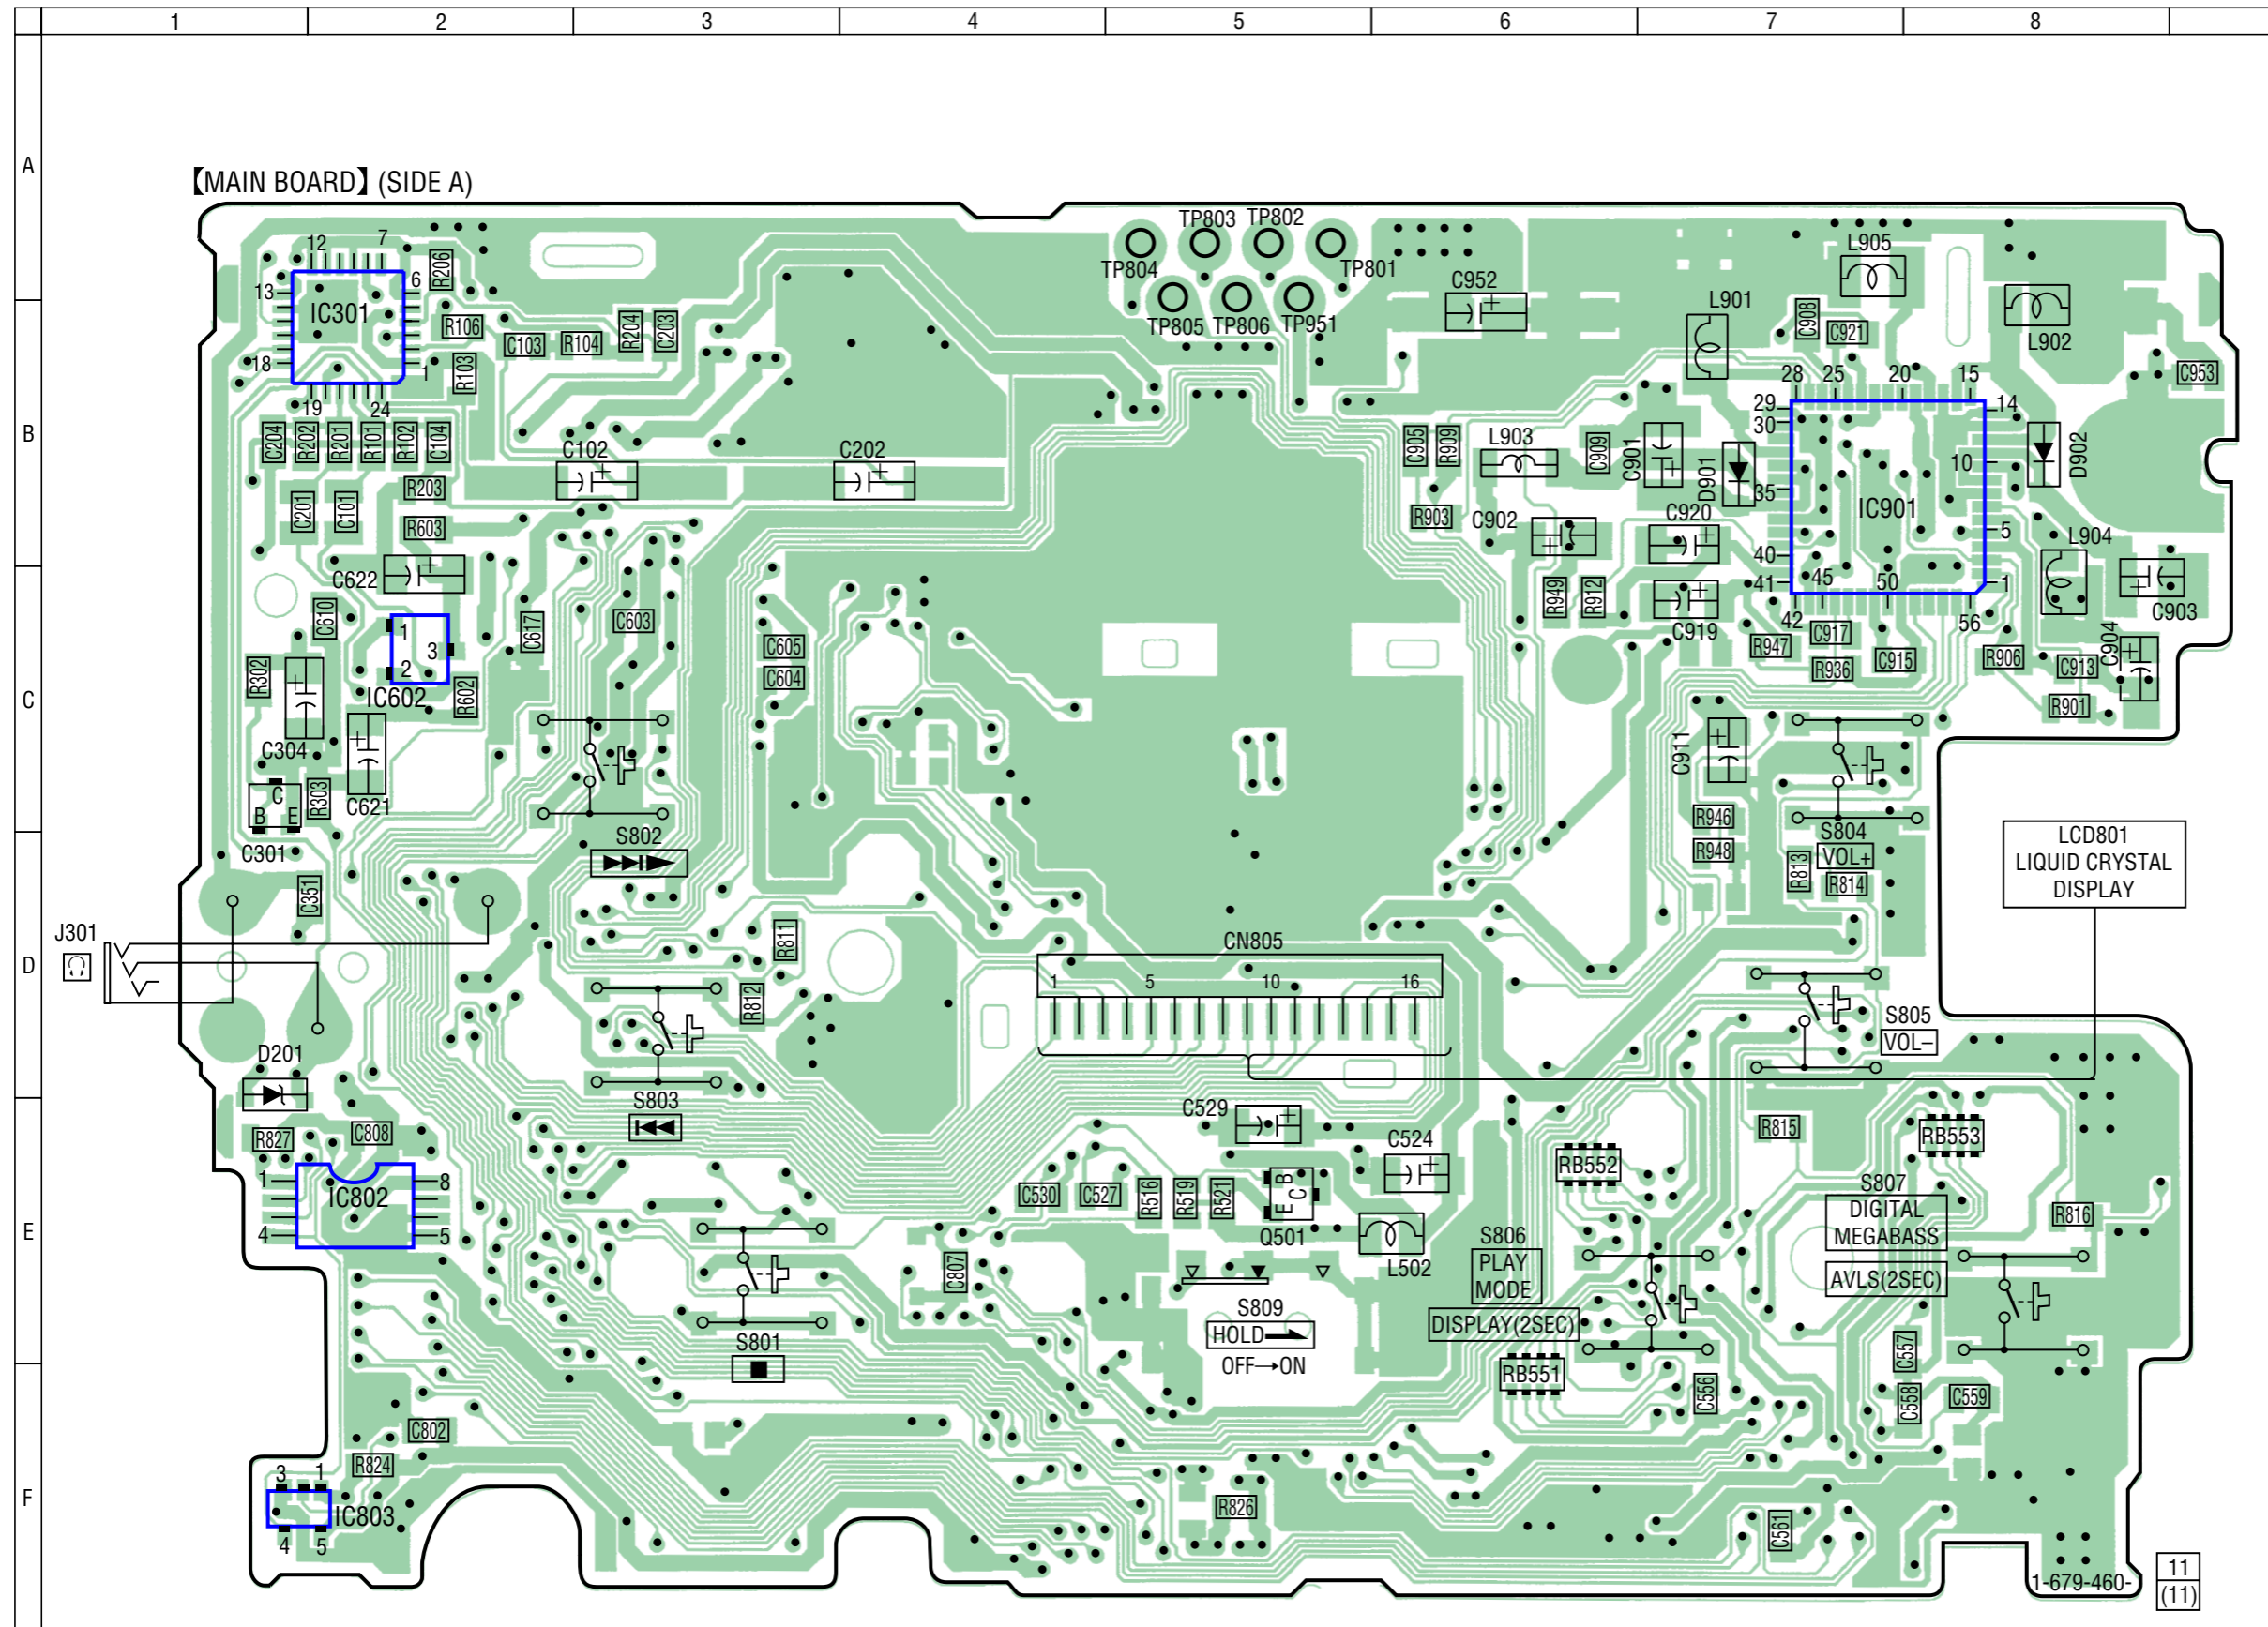 1 2 3 4 5 6 7 8
A
【MAIN BOARD】 (SIDE A)
TP803 TP802
TP804 TP801
TP805 TP806 TP951
12 7
R206
13 6
IC301
R106
C103 R104 R204 C203
18 1
R103
19 24
C952
L905
L901
C908 C921
L902
C953
28 25 20 15
29 14
30
B
C204 R202 R201 R101 R102 C104
C102
C202
C905 R909
L903
C909 C901
D901
10
D902
35
IC901
C201 C101
R203
R603
R903
C902
C920
5
L904
40
41 45 50 1
C622
C610
1
3
2
IC602
C617
C603
C605
C604
R949 R912
C919
42 56
C917
R947
R936
C915
R906
C913
C904
C903
R901
C
R302
R602
C304
C621
R303
C
B E
C301
C911
R946
R948
S802
S804
VOL+
R813
R814
LCD801
LIQUID CRYSTAL
DISPLAY
C351
J301
D
R811
R812
CN805
1 5 10 16
S805
VOL−
D201
S803
R827
C808
C529
C524
R815
RB552
RB553
1 8
IC802
4 5
C530 C527 R516 R519 R521
B
C
E
Q501
L502
E
S807
DIGITAL
MEGABASS
AVLS(2SEC)
R816
S806
PLAY
MODE
DISPLAY(2SEC)
C807
S809
HOLD
OFF→ON
S801
RB551
C556
C557
C558
C559
C802
R824
3 1
IC803
4 5
F
R826
C561
1-679-460-
11
(11)